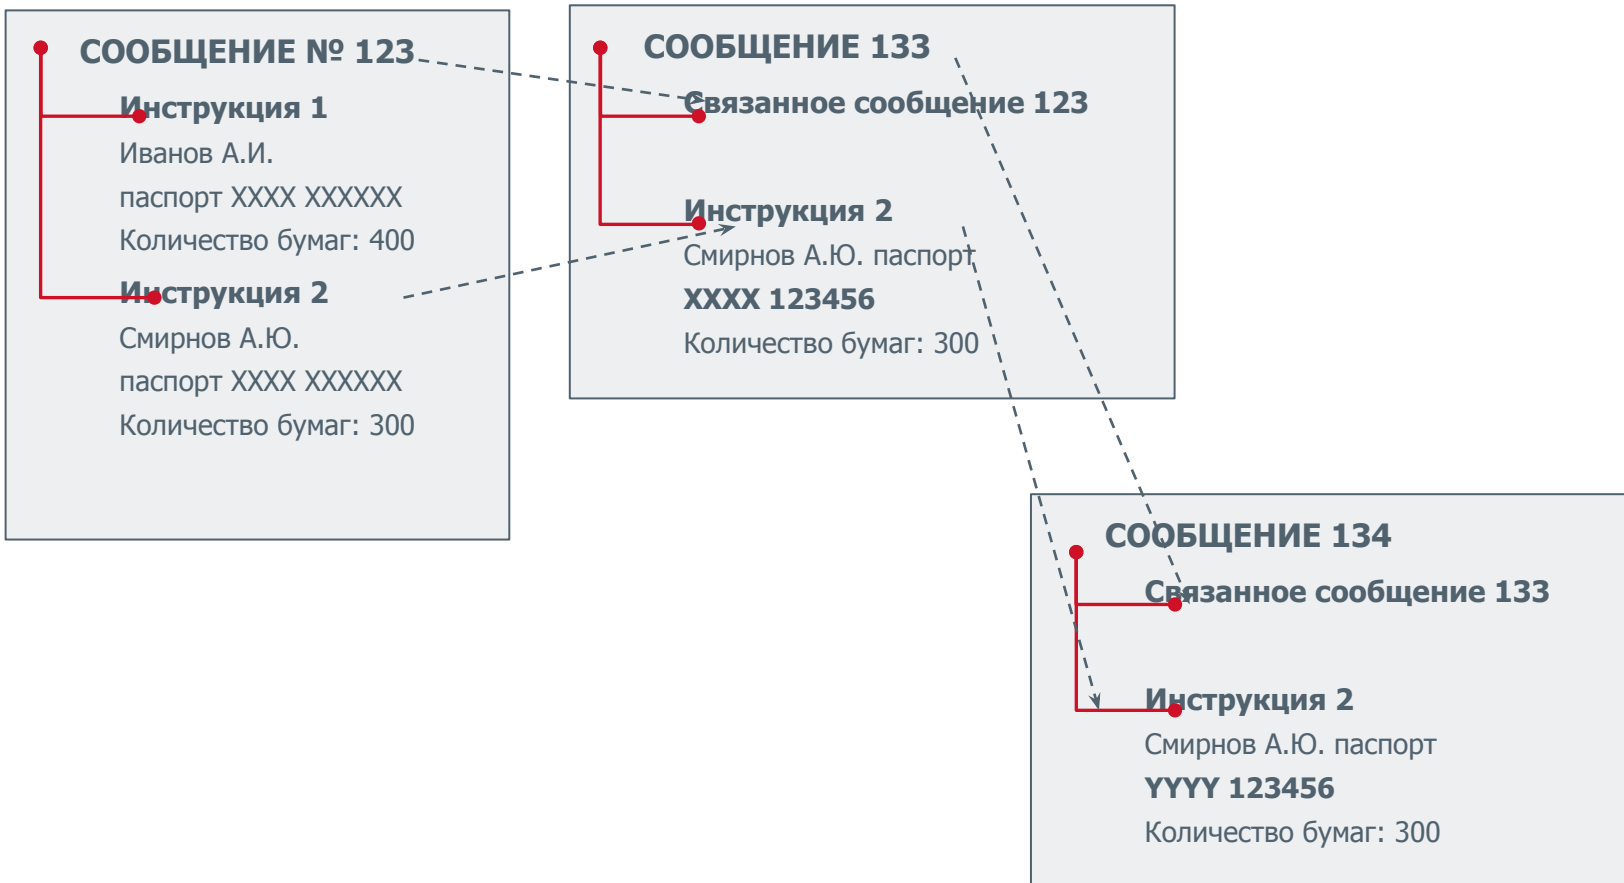 СООБЩЕНИЕ № 123
Инструкция 1
Иванов А.И.
паспорт XXXX XXXXXX
Количество бумаг: 400
Инструкция 2
Смирнов А.Ю.
паспорт XXXX XXXXXX
Количество бумаг: 300
СООБЩЕНИЕ 133
Связанное сообщение 123
Инструкция 2
Смирнов А.Ю. паспорт
XXXX 123456
Количество бумаг: 300
СООБЩЕНИЕ 134
Связанное сообщение 133
Инструкция 2
Смирнов А.Ю. паспорт
YYYY 123456
Количество бумаг: 300